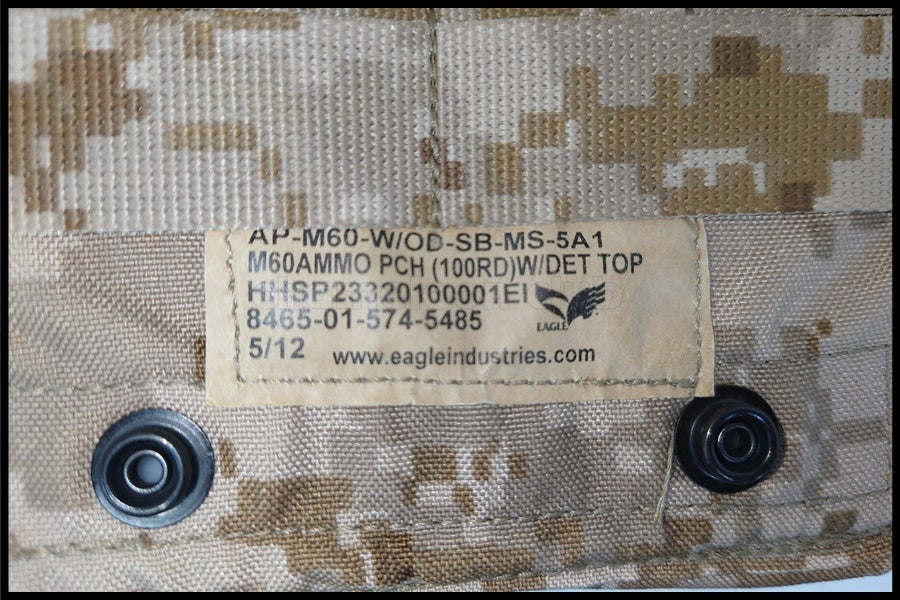 AP-M60-W/OD-SB-MS-5A1
M60AMMO PCH (100RD)W/DET TOP
HHSP23320100001EI
EAGLE
8465-01-574-5485
5/12 www.eagleindustries.com